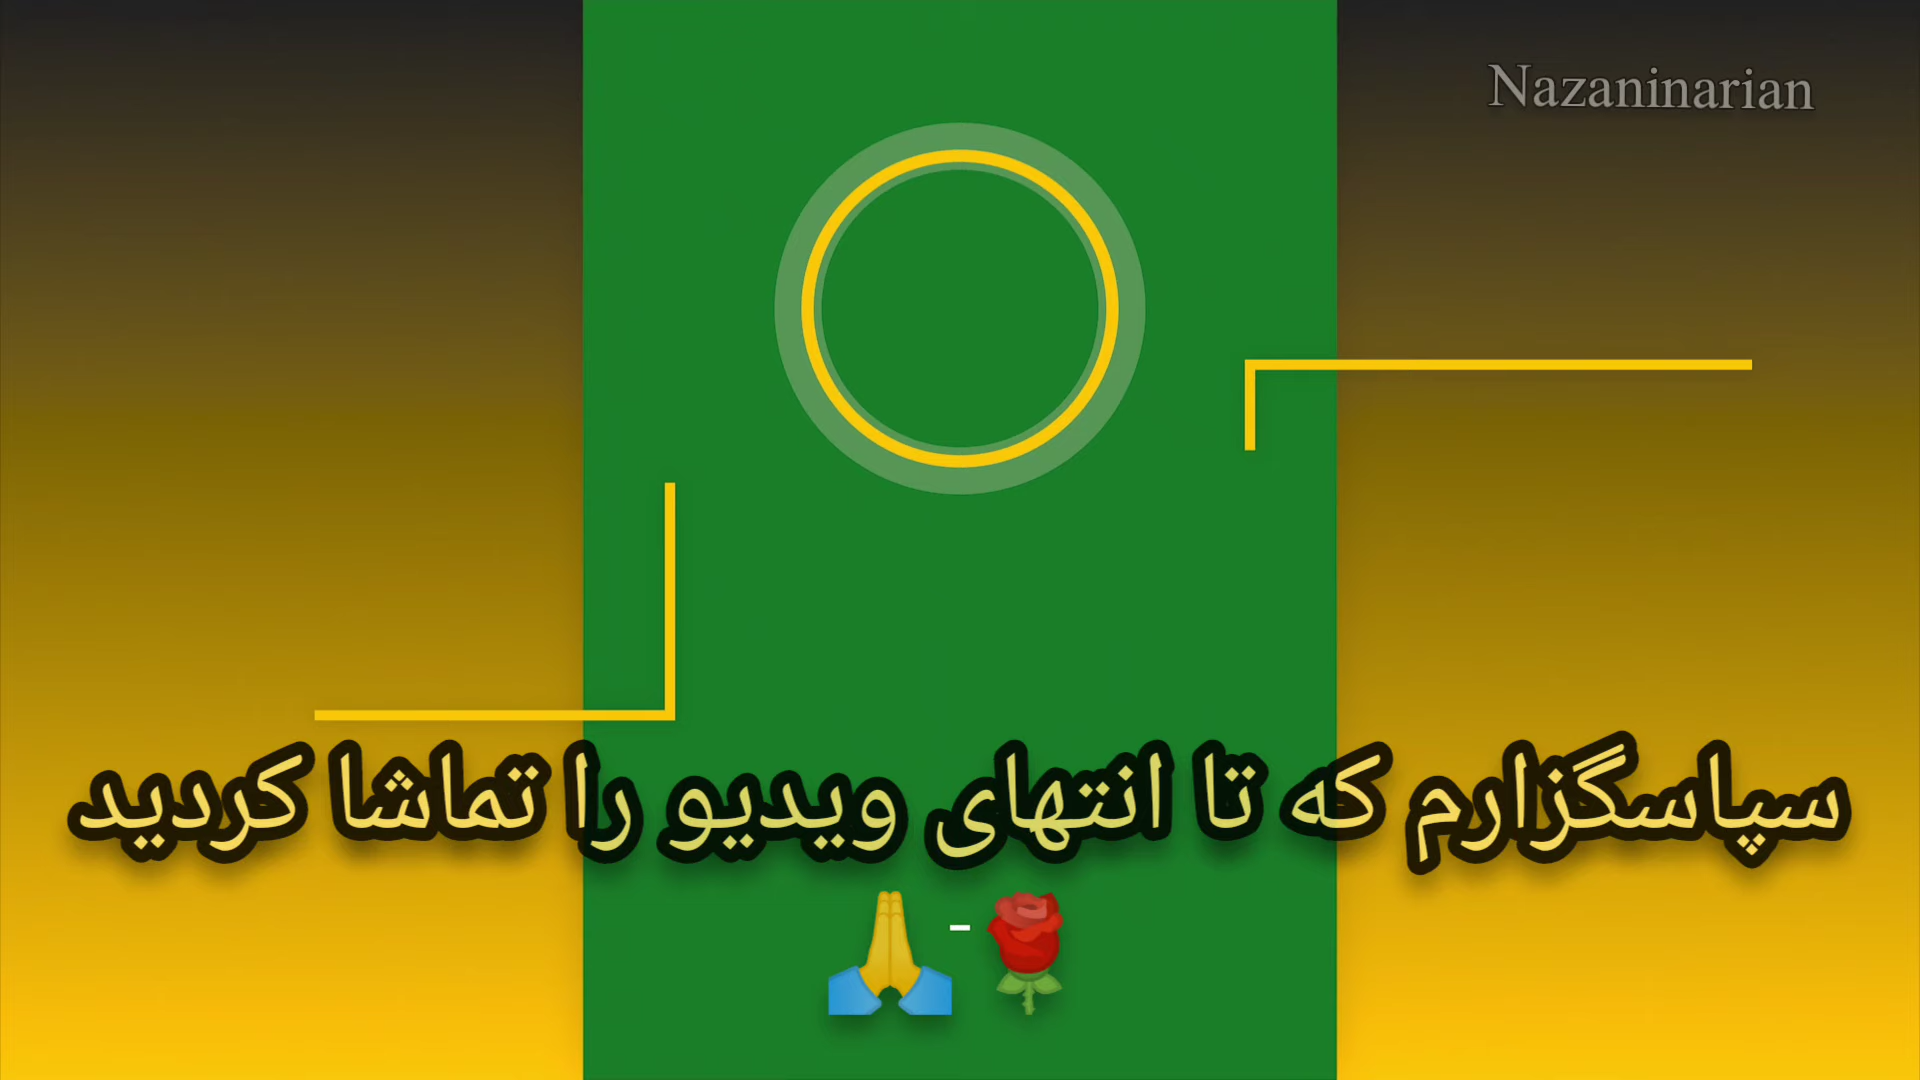 Nazaninarian
سپاسگزارم که تا انتهای ویدیو را تماشا کردید
🙏-🌹